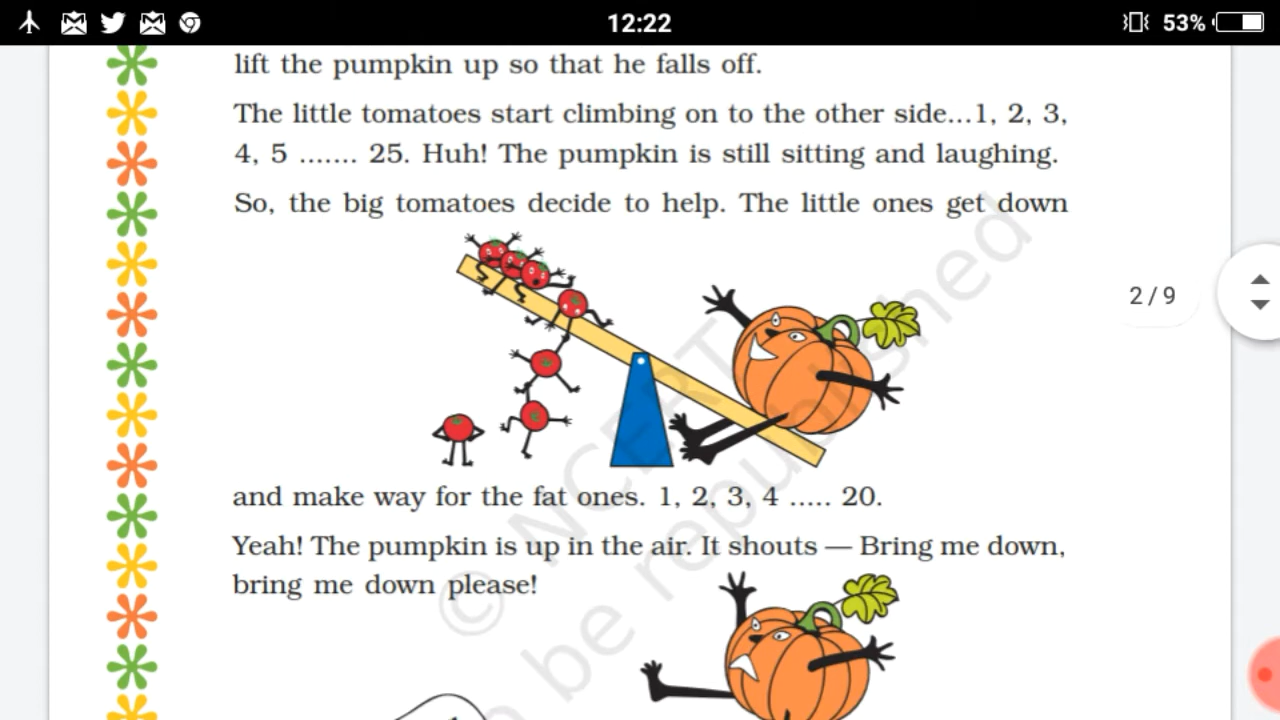 12:22
53%
lift the pumpkin up so that he falls off.
The little tomatoes start climbing on to the other side...1, 2, 3,
4, 5 ....... 25. Huh! The pumpkin is still sitting and laughing.
So, the big tomatoes decide to help. The little ones get down
2 / 9
and make way for the fat ones. 1, 2, 3, 4 ..... 20.
Yeah! The pumpkin is up in the air. It shouts — Bring me down,
bring me down please!
© NCERT
be republished